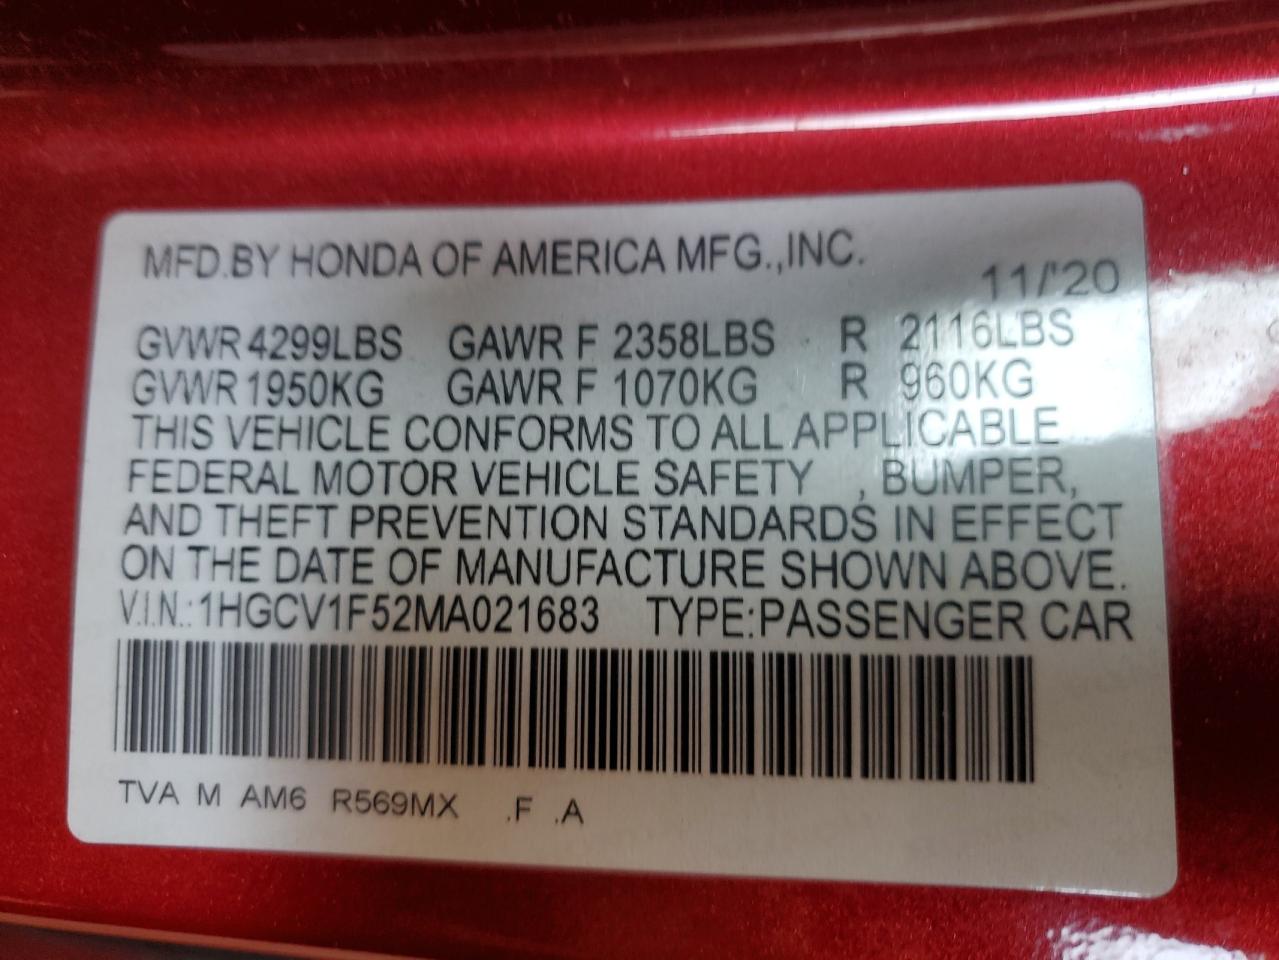 MFD.BY HONDA OF AMERICA MFG.,INC.
11/'20
GVWR 4299LBS GAWR F 2358LBS R 2116LBS
GVWR 1950KG GAWR F 1070KG R 960KG
THIS VEHICLE CONFORMS TO ALL APPLICABLE
FEDERAL MOTOR VEHICLE SAFETY , BUMPER,
AND THEFT PREVENTION STANDARDS IN EFFECT
ON THE DATE OF MANUFACTURE SHOWN ABOVE.
V.I.N.: 1HGCV1F52MA021683 TYPE:PASSENGER CAR
TVA M AM6 R569MX .F .A